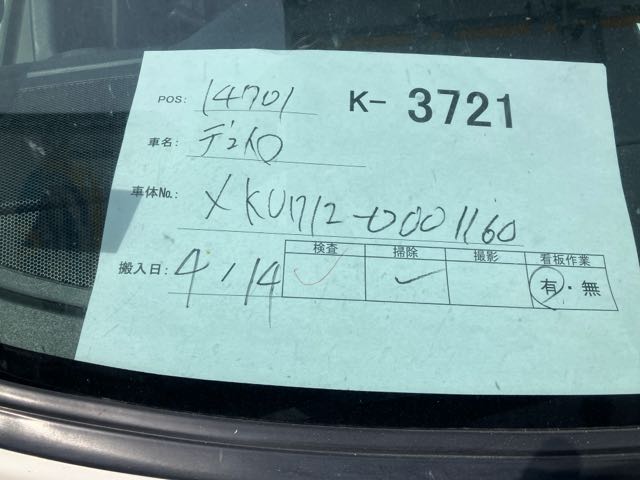 POS: 14701 K- 3721
車名: デュトロ
車体No. XKU712-0001160
検査 掃除 撮影 看板作業
搬入日: 4/14 ✓ ✓ 有・無